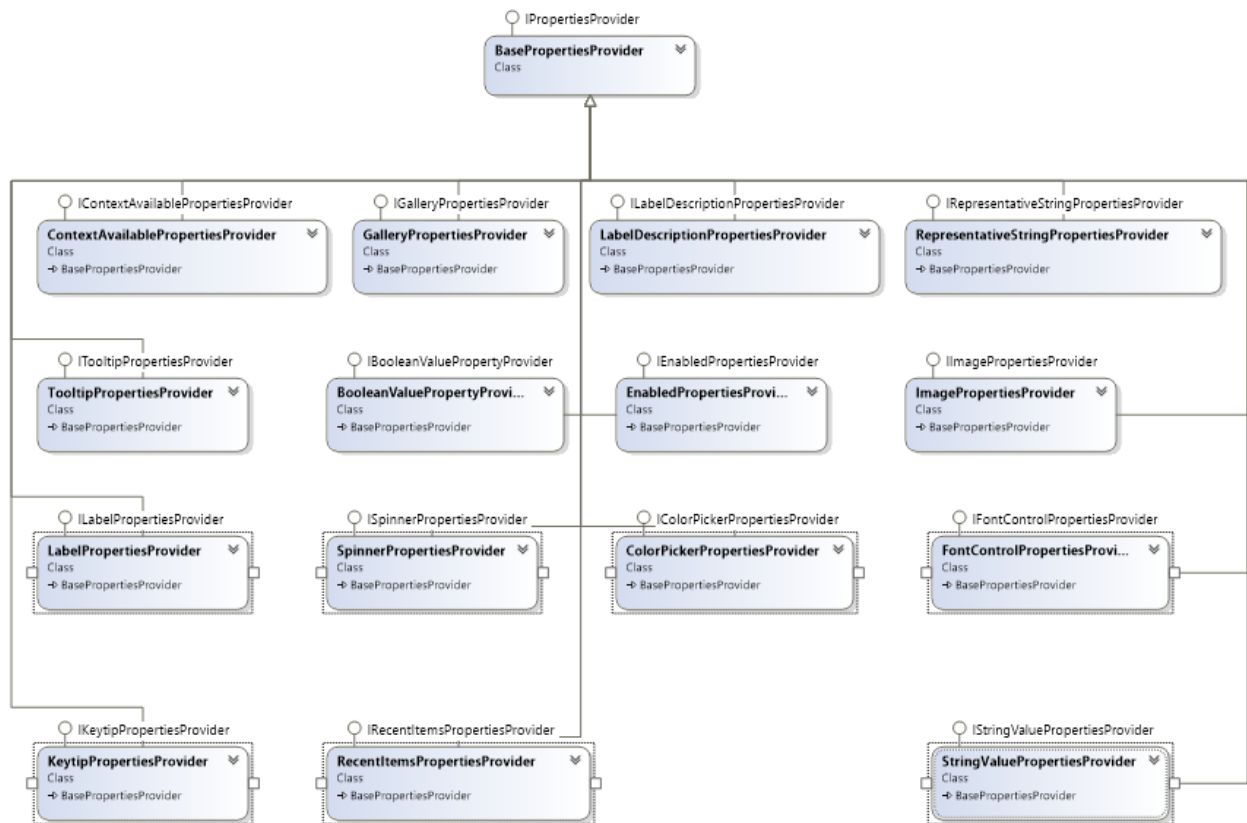 IPropertiesProvider
BasePropertiesProvider
Class
IContextAvailablePropertiesProvider
ContextAvailablePropertiesProvider
Class
BasePropertiesProvider
IGalleryPropertiesProvider
GalleryPropertiesProvider
Class
BasePropertiesProvider
ILabelDescriptionPropertiesProvider
LabelDescriptionPropertiesProvider
Class
BasePropertiesProvider
IRepresentativeStringPropertiesProvider
RepresentativeStringPropertiesProvider
Class
BasePropertiesProvider
ITooltipPropertiesProvider
TooltipPropertiesProvider
Class
BasePropertiesProvider
IBooleanValuePropertyProvider
BooleanValuePropertyProvi...
Class
BasePropertiesProvider
IEnabledPropertiesProvider
EnabledPropertiesProvi...
Class
BasePropertiesProvider
IImagePropertiesProvider
ImagePropertiesProvider
Class
BasePropertiesProvider
ILabelPropertiesProvider
LabelPropertiesProvider
Class
BasePropertiesProvider
ISpinnerPropertiesProvider
SpinnerPropertiesProvider
Class
BasePropertiesProvider
IColorPickerPropertiesProvider
ColorPickerPropertiesProvider
Class
BasePropertiesProvider
IFontControlPropertiesProvider
FontControlPropertiesProvi...
Class
BasePropertiesProvider
IKeytipPropertiesProvider
KeytipPropertiesProvider
Class
BasePropertiesProvider
IRecentItemsPropertiesProvider
RecentItemsPropertiesProvider
Class
BasePropertiesProvider
IStringValuePropertiesProvider
StringValuePropertiesProvider
Class
BasePropertiesProvider